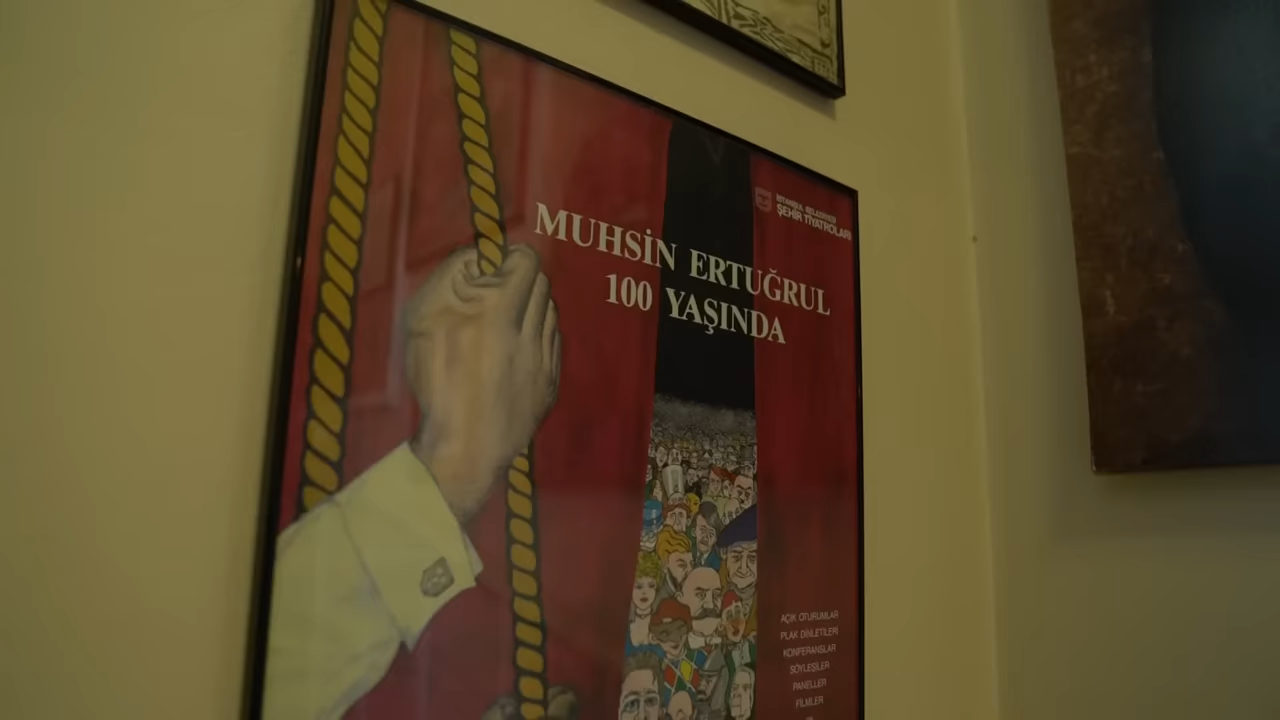 İSTANBUL BELEDİYESİ
ŞEHİR TİYATROLARI
MUHSİN ERTUĞRUL
100 YAŞINDA
AÇIK OTURUMLAR
PLAK DİNLETİLERİ
KONFERANSLAR
SÖYLEŞİLER
PANELLER
FİLMLER